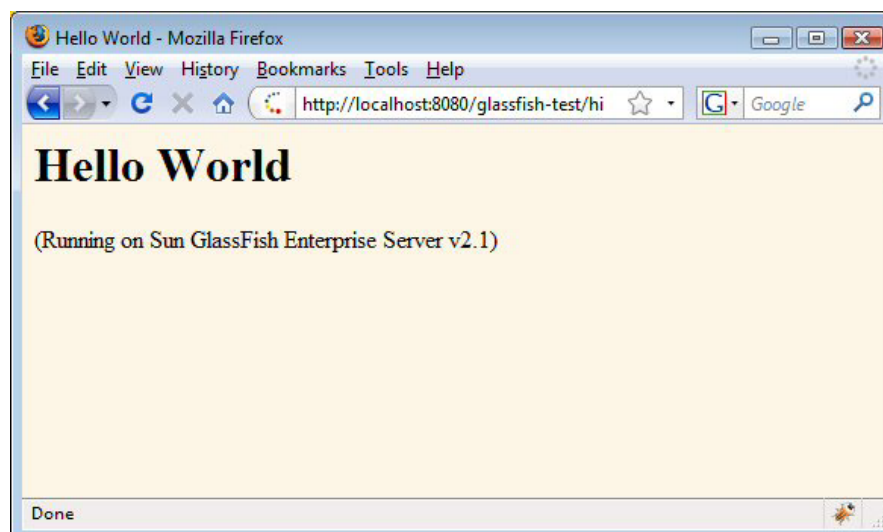 Hello World - Mozilla Firefox
File Edit View History Bookmarks Tools Help
http://localhost:8080/glassfish-test/hi G Google
Hello World
(Running on Sun GlassFish Enterprise Server v2.1)
Done